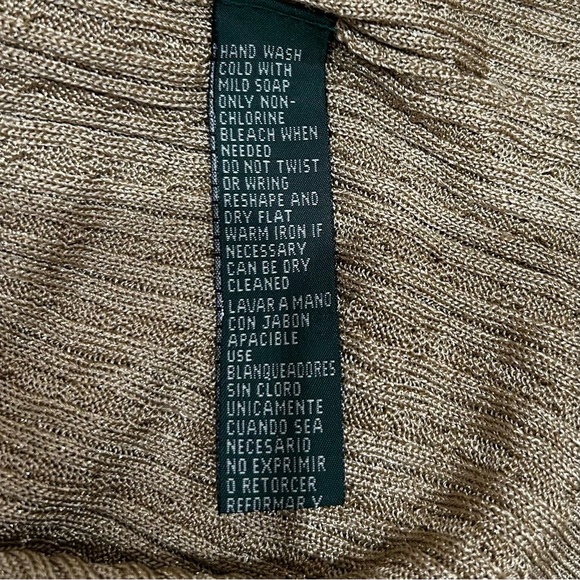 HAND WASH
COLD WITH
MILD SOAP
ONLY NON-
CHLORINE
BLEACH WHEN
NEEDED
DO NOT TWIST
OR WRING
RESHAPE AND
DRY FLAT
WARM IRON IF
NECESSARY
CAN BE DRY
CLEANED
LAVAR A MANO
CON JABON
APACIBLE
USE
BLANQUEADORES
SIN CLORO
UNICAMENTE
CUANDO SEA
NECESARIO
NO EXPRIMIR
O RETORCER
REFORMAR Y